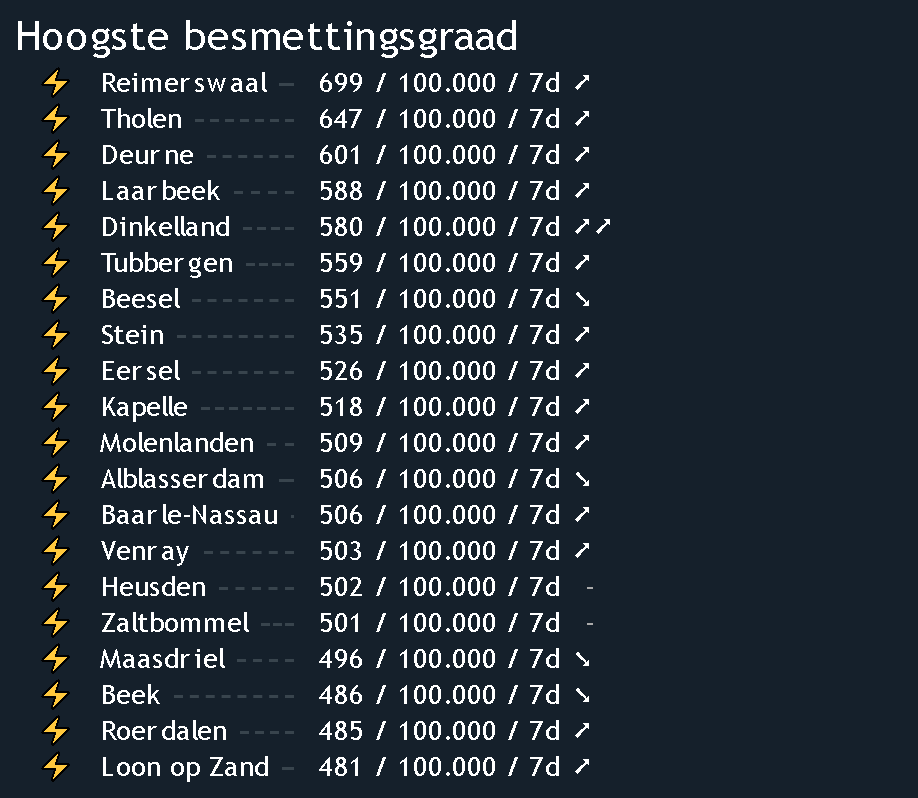 Hoogste besmettingsgraad
⚡ Reimerswaal - 699 / 100.000 / 7d ↗
⚡ Tholen ------- 647 / 100.000 / 7d ↗
⚡ Deurne ------ 601 / 100.000 / 7d ↗
⚡ Laarbeek ---- 588 / 100.000 / 7d ↗
⚡ Dinkelland ---- 580 / 100.000 / 7d ↗↗
⚡ Tubbergen ---- 559 / 100.000 / 7d ↗
⚡ Beesel ------- 551 / 100.000 / 7d ↘
⚡ Stein -------- 535 / 100.000 / 7d ↗
⚡ Eersel ------- 526 / 100.000 / 7d ↗
⚡ Kapelle ------- 518 / 100.000 / 7d ↗
⚡ Molenlanden -- 509 / 100.000 / 7d ↗
⚡ Alblasserdam - 506 / 100.000 / 7d ↘
⚡ Baarle-Nassau - 506 / 100.000 / 7d ↗
⚡ Venray ------ 503 / 100.000 / 7d ↗
⚡ Heusden ----- 502 / 100.000 / 7d -
⚡ Zaltbommel --- 501 / 100.000 / 7d -
⚡ Maasdriel ---- 496 / 100.000 / 7d ↘
⚡ Beek -------- 486 / 100.000 / 7d ↘
⚡ Roerdalen ---- 485 / 100.000 / 7d ↗
⚡ Loon op Zand - 481 / 100.000 / 7d ↗